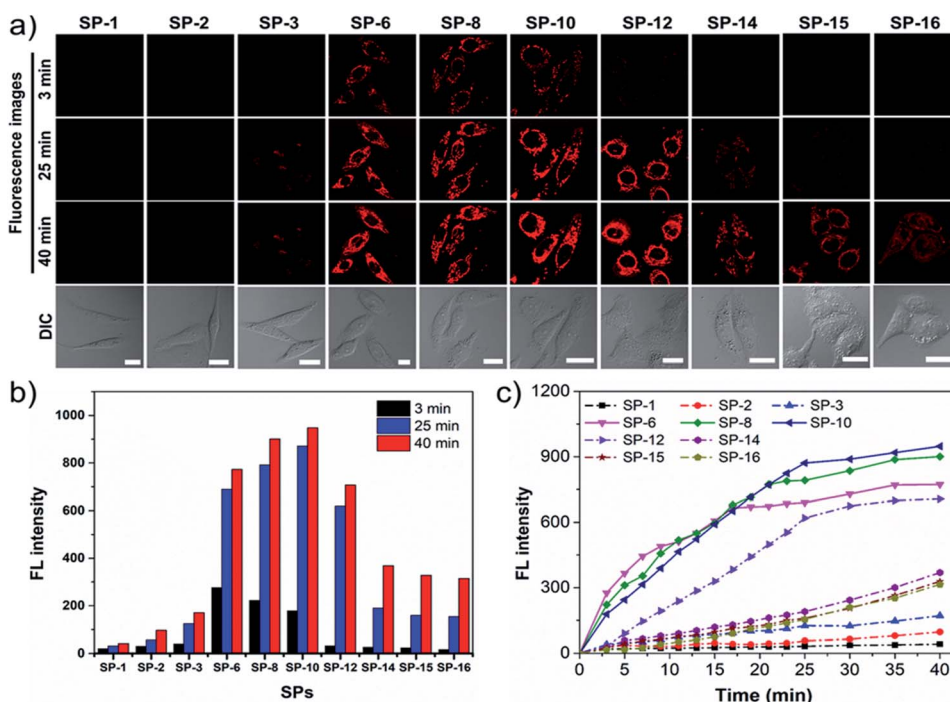 a)
SP-1 SP-2 SP-3 SP-6 SP-8 SP-10 SP-12 SP-14 SP-15 SP-16
Fluorescence images
3 min
25 min
40 min
DIC
b)
FL intensity
1000
800
600
400
200
0
3 min
25 min
40 min
SP-1 SP-2 SP-3 SP-6 SP-8 SP-10 SP-12 SP-14 SP-15 SP-16
SPs
c)
FL intensity
1200
900
600
300
0
SP-1 SP-2 SP-3
SP-6 SP-8 SP-10
SP-12 SP-14
SP-15 SP-16
0 5 10 15 20 25 30 35 40
Time (min)